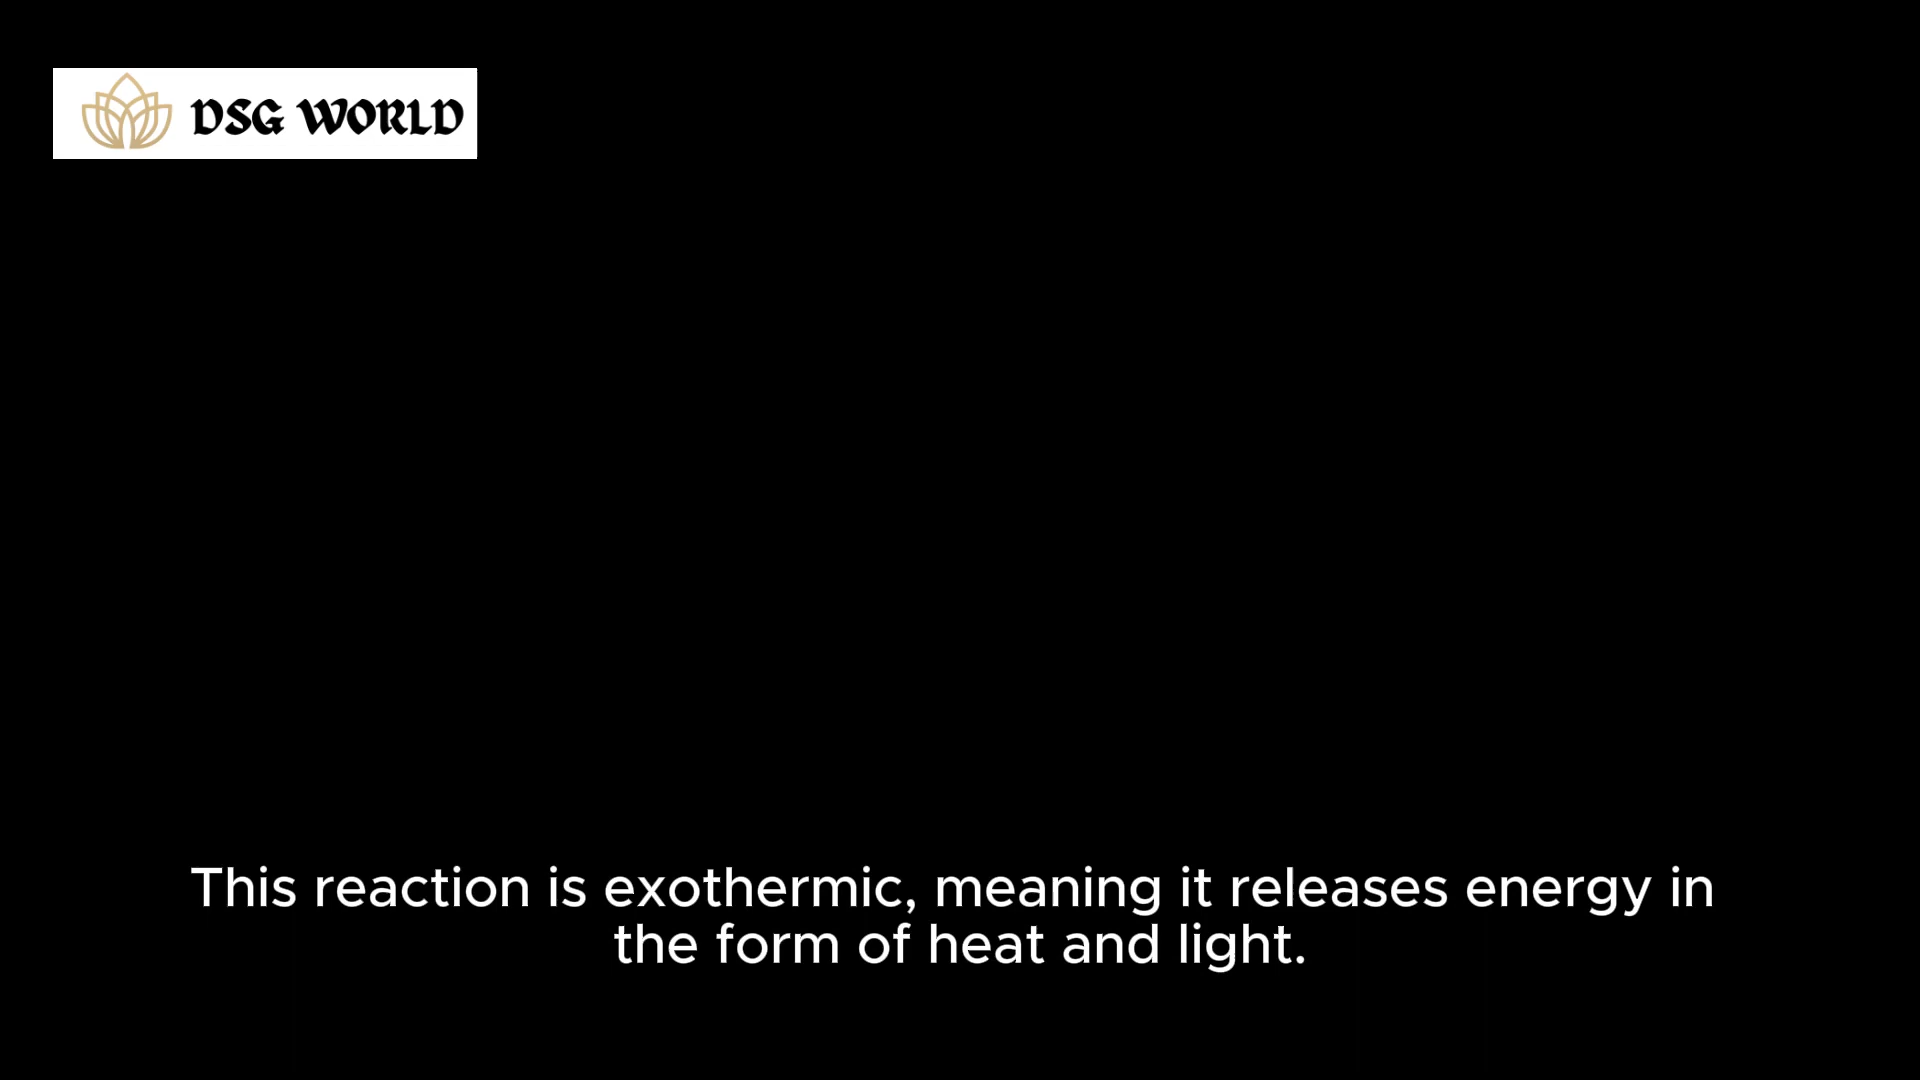 DSG WORLD
This reaction is exothermic, meaning it releases energy in
the form of heat and light.